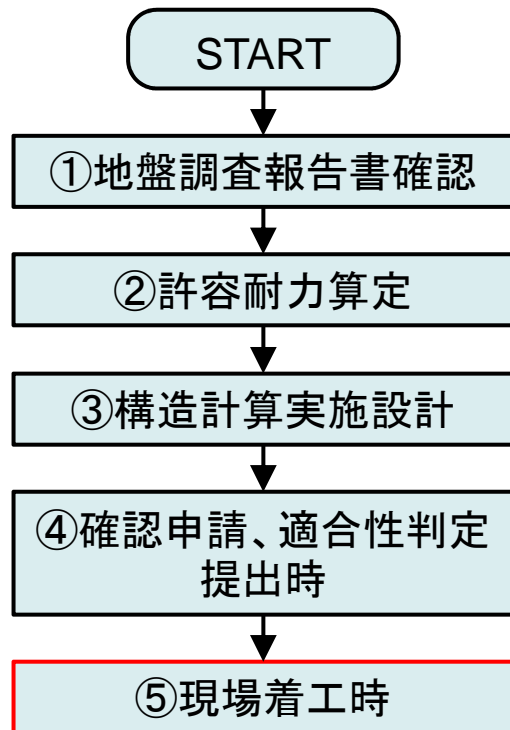 START
①地盤調査報告書確認
②許容耐力算定
③構造計算実施設計
④確認申請、適合性判定
提出時
⑤現場着工時